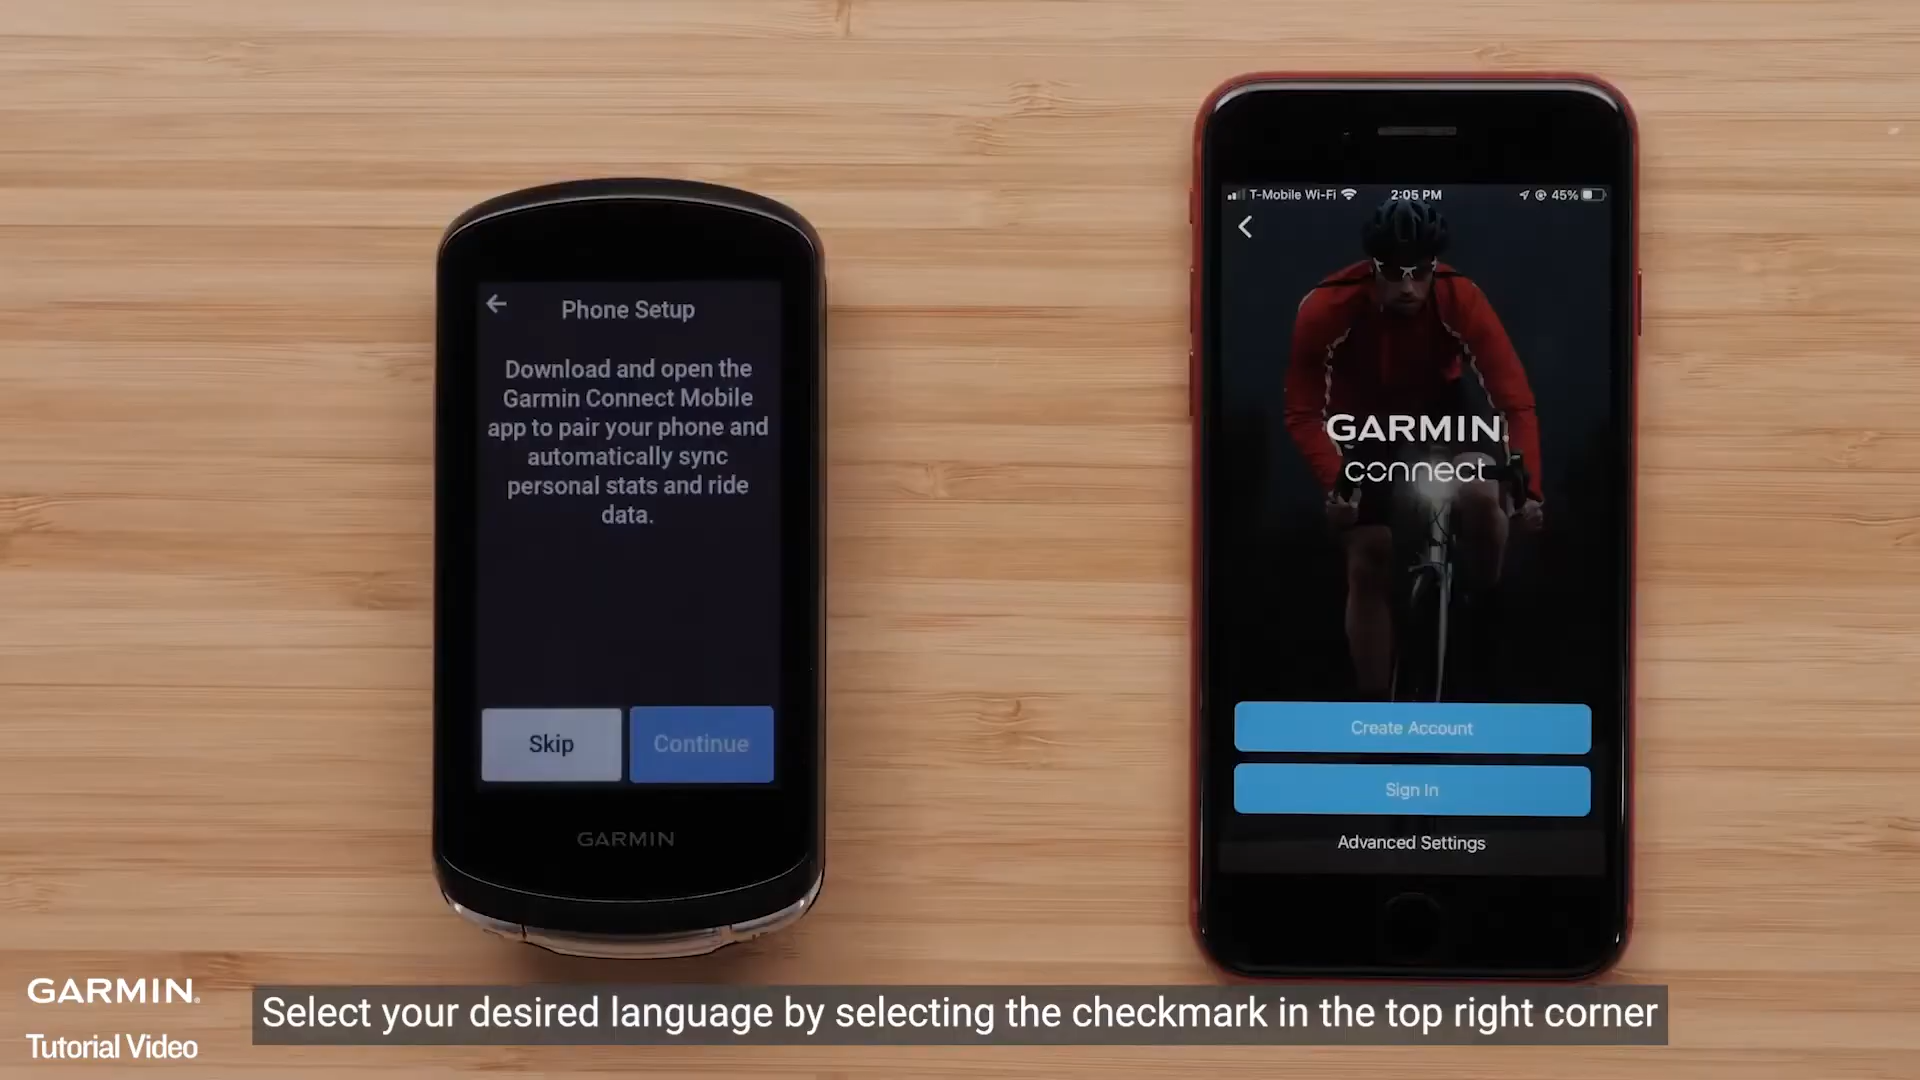 Phone Setup
Download and open the
Garmin Connect Mobile
app to pair your phone and
automatically sync
personal stats and ride
data.
Skip
Continue
GARMIN
T-Mobile Wi-Fi
2:05 PM
45%
GARMIN
connect
Create Account
Sign In
Advanced Settings
GARMIN
Tutorial Video
Select your desired language by selecting the checkmark in the top right corner